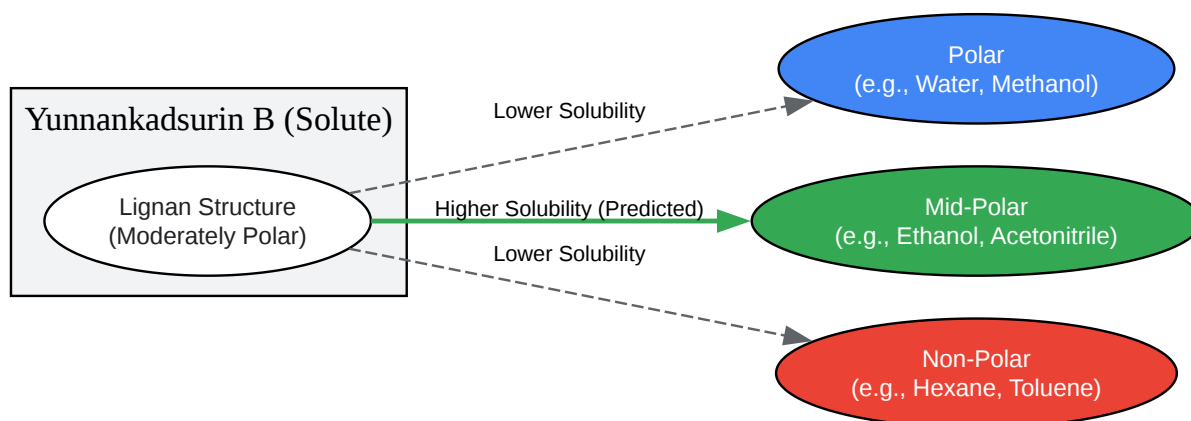 Yunnankadsurin B (Solute)
Lignan Structure
(Moderately Polar)
Lower Solubility
Higher Solubility (Predicted)
Lower Solubility
Polar
(e.g., Water, Methanol)
Mid-Polar
(e.g., Ethanol, Acetonitrile)
Non-Polar
(e.g., Hexane, Toluene)